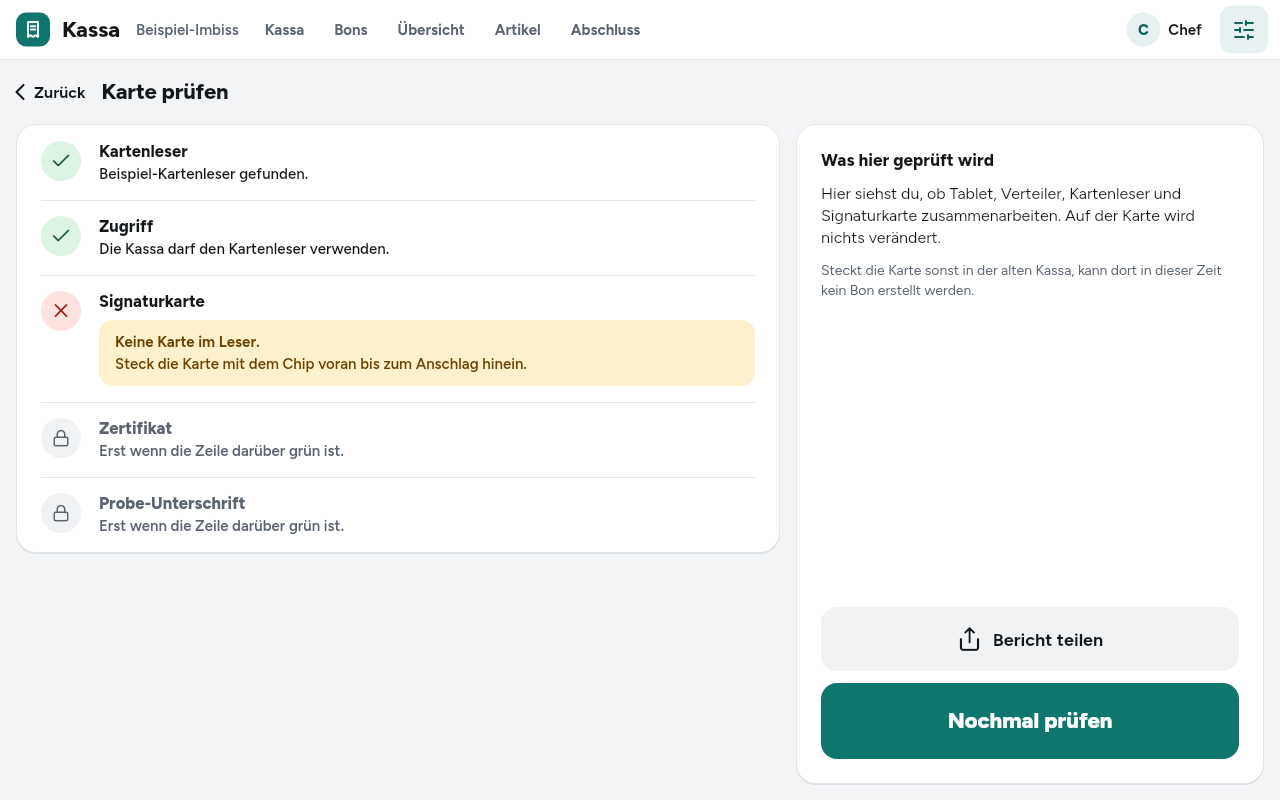 Kassa
Beispiel-Imbiss
Kassa
Bons
Übersicht
Artikel
Abschluss
C
Chef
Zurück
Karte prüfen
Kartenleser
Beispiel-Kartenleser gefunden.
Zugriff
Die Kassa darf den Kartenleser verwenden.
Signaturkarte
Keine Karte im Leser.
Steck die Karte mit dem Chip voran bis zum Anschlag hinein.
Zertifikat
Erst wenn die Zeile darüber grün ist.
Probe-Unterschrift
Erst wenn die Zeile darüber grün ist.
Was hier geprüft wird
Hier siehst du, ob Tablet, Verteiler, Kartenleser und
Signaturkarte zusammenarbeiten. Auf der Karte wird
nichts verändert.
Steckt die Karte sonst in der alten Kassa, kann dort in dieser Zeit
kein Bon erstellt werden.
Bericht teilen
Nochmal prüfen